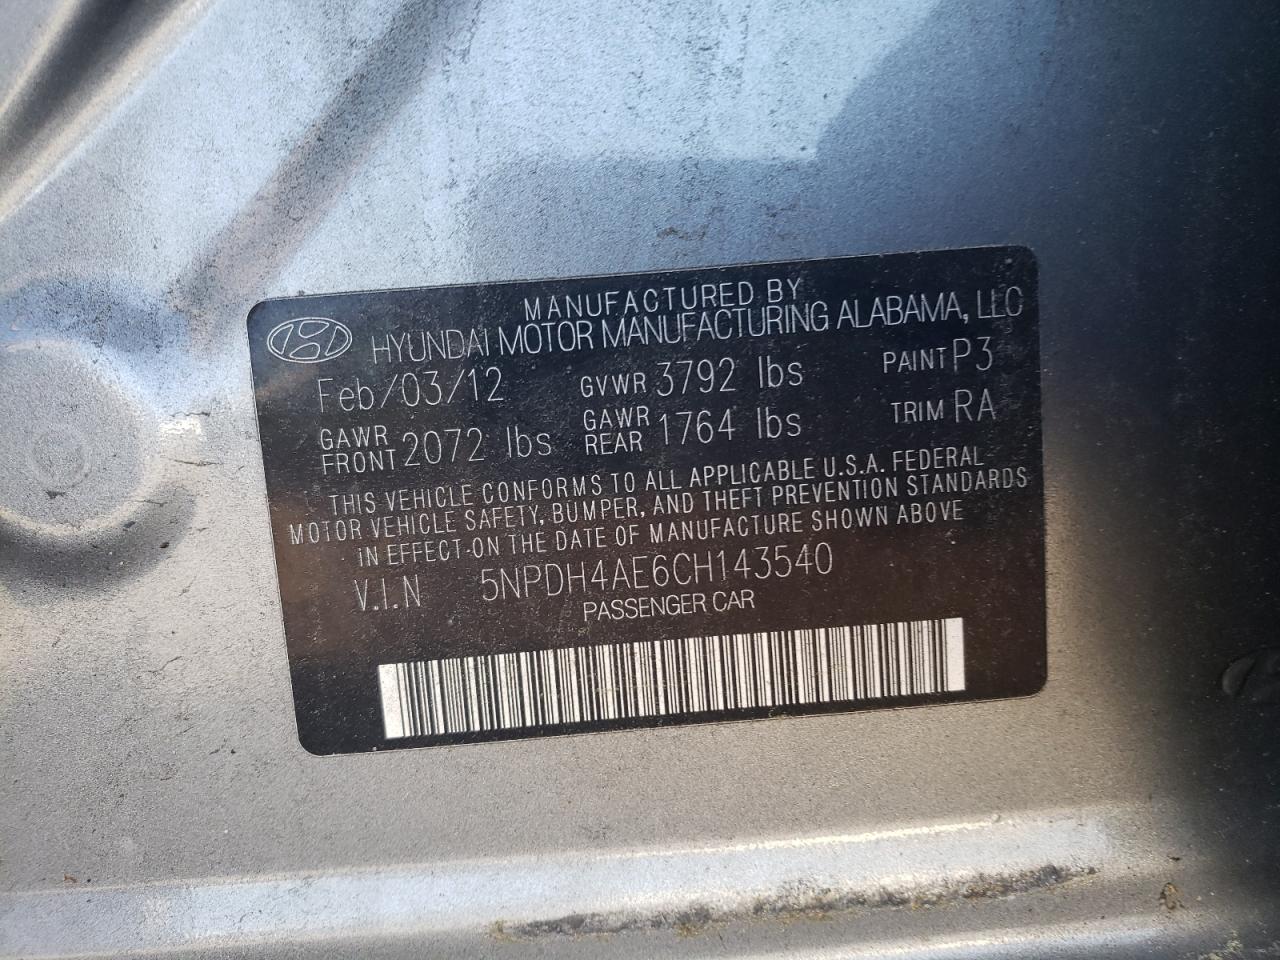 MANUFACTURED BY
HYUNDAI MOTOR MANUFACTURING ALABAMA, LLC
Feb/03/12 GVWR 3792 lbs PAINT P3
GAWR FRONT 2072 lbs GAWR REAR 1764 lbs TRIM RA
THIS VEHICLE CONFORMS TO ALL APPLICABLE U.S.A. FEDERAL
MOTOR VEHICLE SAFETY, BUMPER, AND THEFT PREVENTION STANDARDS
IN EFFECT ON THE DATE OF MANUFACTURE SHOWN ABOVE
V.I.N 5NPDH4AE6CH143540
PASSENGER CAR